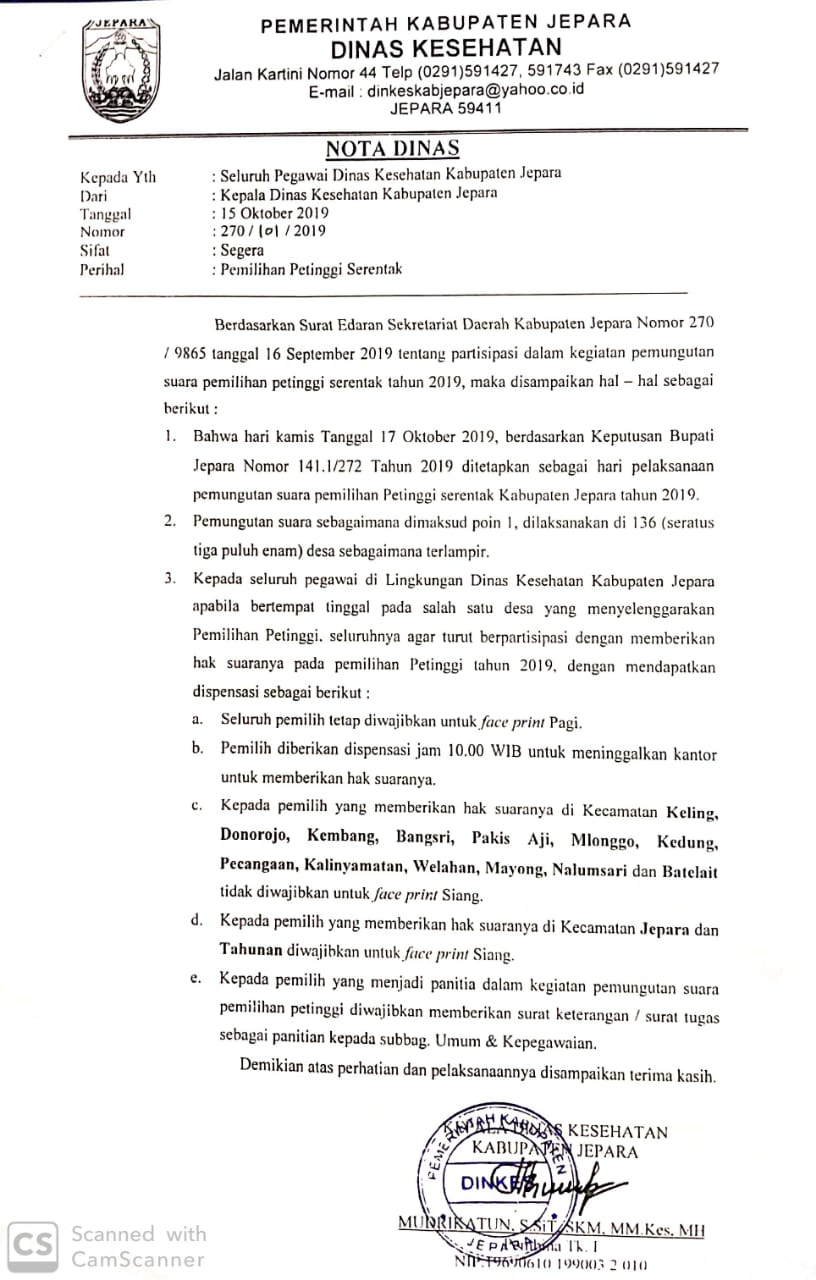 JEPARA
PEMERINTAH KABUPATEN JEPARA
DINAS KESEHATAN
Jalan Kartini Nomor 44 Telp (0291)591427, 591743 Fax (0291)591427
E-mail : dinkeskabjepara@yahoo.co.id
JEPARA 59411
NOTA DINAS
Kepada Yth : Seluruh Pegawai Dinas Kesehatan Kabupaten Jepara
Dari : Kepala Dinas Kesehatan Kabupaten Jepara
Tanggal : 15 Oktober 2019
Nomor : 270 / 101 / 2019
Sifat : Segera
Perihal : Pemilihan Petinggi Serentak
Berdasarkan Surat Edaran Sekretariat Daerah Kabupaten Jepara Nomor 270
/ 9865 tanggal 16 September 2019 tentang partisipasi dalam kegiatan pemungutan
suara pemilihan petinggi serentak tahun 2019, maka disampaikan hal – hal sebagai
berikut :
1. Bahwa hari kamis Tanggal 17 Oktober 2019, berdasarkan Keputusan Bupati
Jepara Nomor 141.1/272 Tahun 2019 ditetapkan sebagai hari pelaksanaan
pemungutan suara pemilihan Petinggi serentak Kabupaten Jepara tahun 2019.
2. Pemungutan suara sebagaimana dimaksud poin 1, dilaksanakan di 136 (seratus
tiga puluh enam) desa sebagaimana terlampir.
3. Kepada seluruh pegawai di Lingkungan Dinas Kesehatan Kabupaten Jepara
apabila bertempat tinggal pada salah satu desa yang menyelenggarakan
Pemilihan Petinggi. seluruhnya agar turut berpartisipasi dengan memberikan
hak suaranya pada pemilihan Petinggi tahun 2019, dengan mendapatkan
dispensasi sebagai berikut :
a. Seluruh pemilih tetap diwajibkan untuk face print Pagi.
b. Pemilih diberikan dispensasi jam 10.00 WIB untuk meninggalkan kantor
untuk memberikan hak suaranya.
c. Kepada pemilih yang memberikan hak suaranya di Kecamatan Keling,
Donorojo, Kembang, Bangsri, Pakis Aji, Mlonggo, Kedung,
Pecangaan, Kalinyamatan, Welahan, Mayong, Nalumsari dan Batelait
tidak diwajibkan untuk face print Siang.
d. Kepada pemilih yang memberikan hak suaranya di Kecamatan Jepara dan
Tahunan diwajibkan untuk face print Siang.
e. Kepada pemilih yang menjadi panitia dalam kegiatan pemungutan suara
pemilihan petinggi diwajibkan memberikan surat keterangan / surat tugas
sebagai panitian kepada subbag. Umum & Kepegawaian.
Demikian atas perhatian dan pelaksanaannya disampaikan terima kasih.
DINAS KESEHATAN
KABUPATEN JEPARA
PEMERINTAH KABUPATEN
DINKES
JEPARA
MUDRIKATUN, S.SiT, SKM, MM.Kes, MH
Tk. I
NIP. 19690610 199003 2 010
CS Scanned with
CamScanner